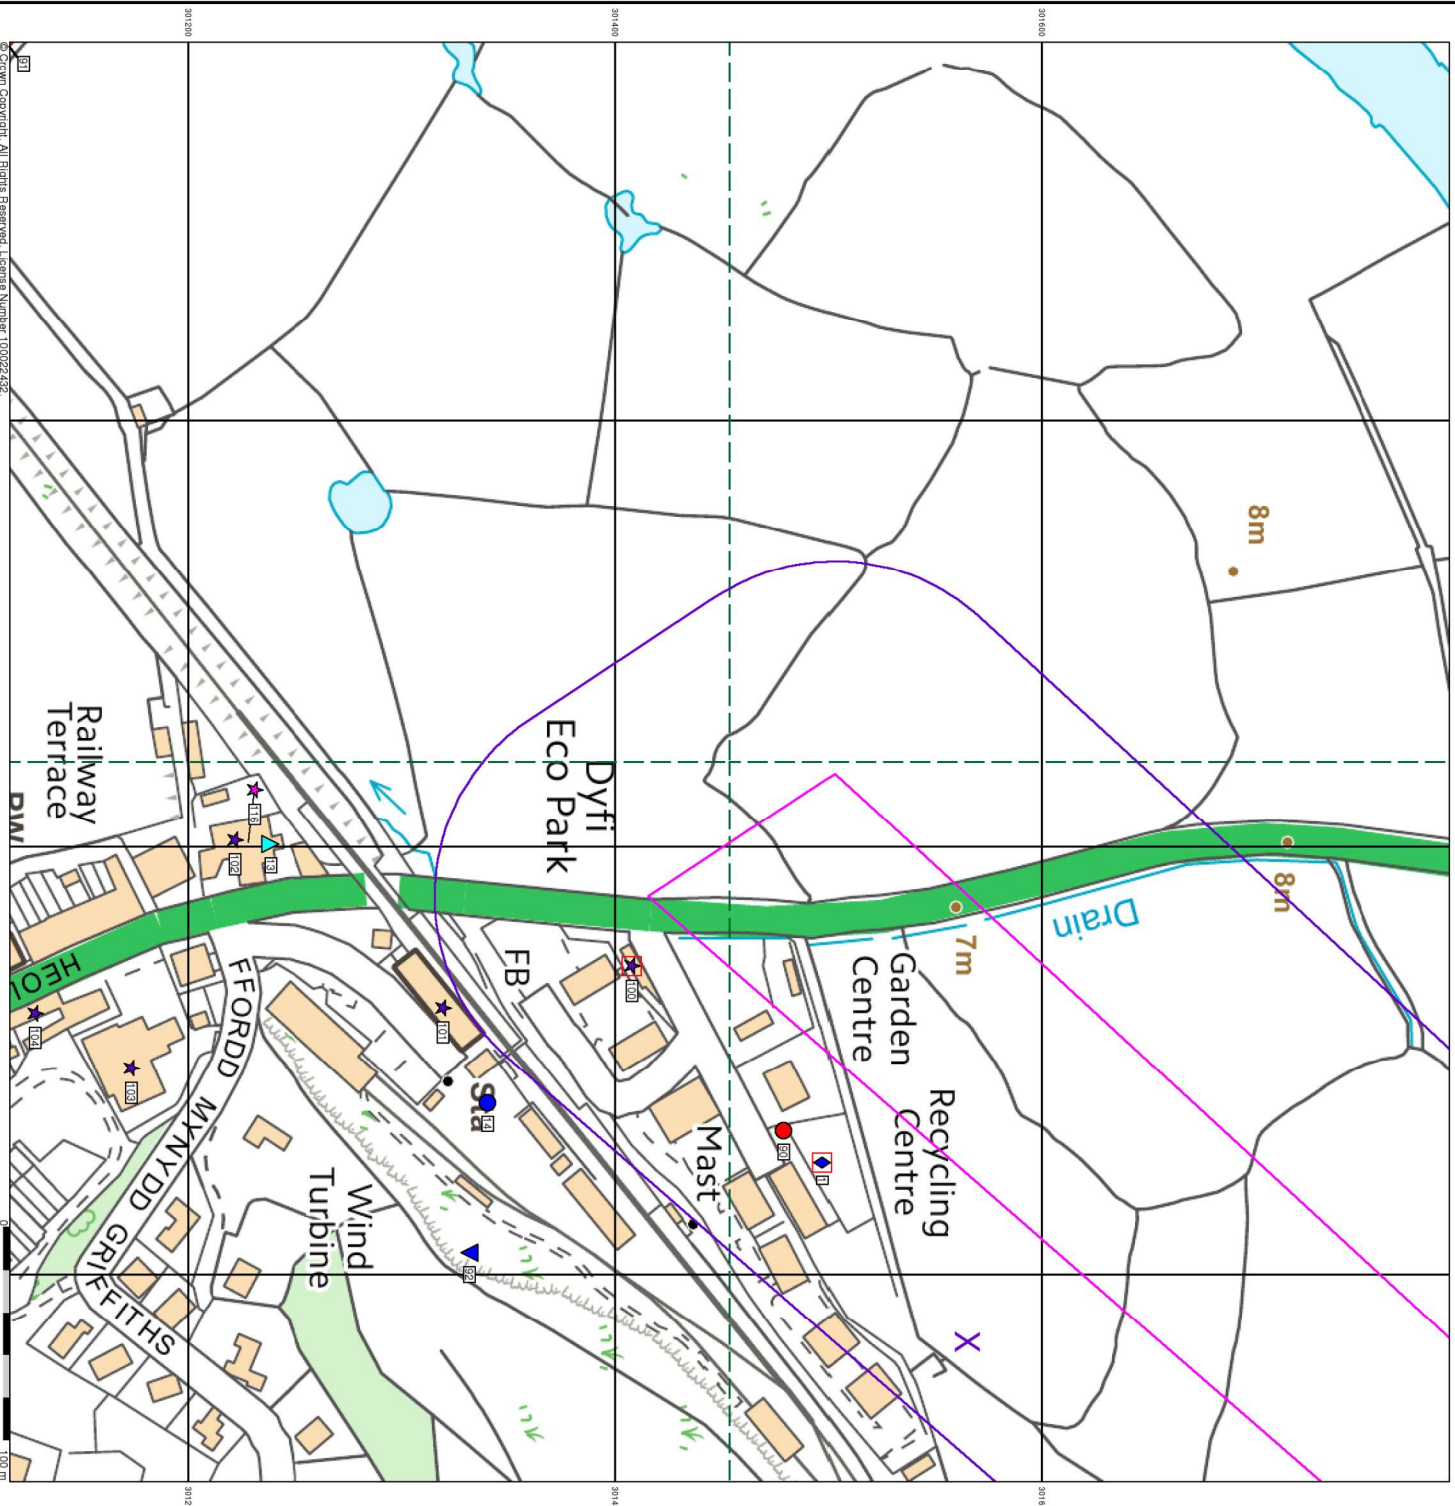 301200
301400
301600
91
© Crown Copyright. All Rights Reserved. License Number 100022432.
8m
Railway
Terrace
Dyfi
Eco Park
116
102
13
8m
Drain
7m
HEOL
FFORDD MYNYDD GRIFFITHS
FB
100
101
104
103
Garden
Centre
Recycling
Centre
Sta
14
90
1
Mast
Wind
Turbine
92
X
0
100 m
3012
3014
3016